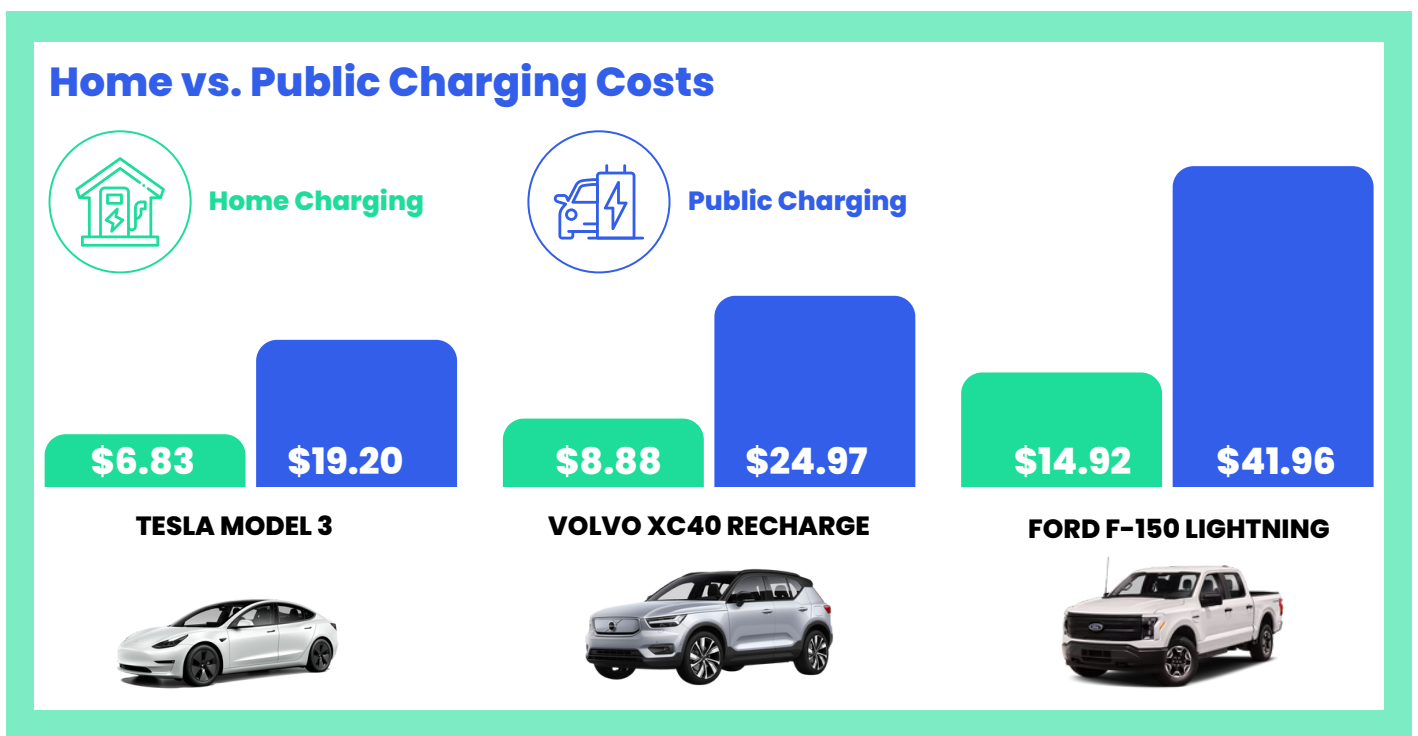 Home vs. Public Charging Costs
Home Charging
Public Charging
$6.83
$19.20
$8.88
$24.97
$14.92
$41.96
TESLA MODEL 3
VOLVO XC40 RECHARGE
FORD F-150 LIGHTNING